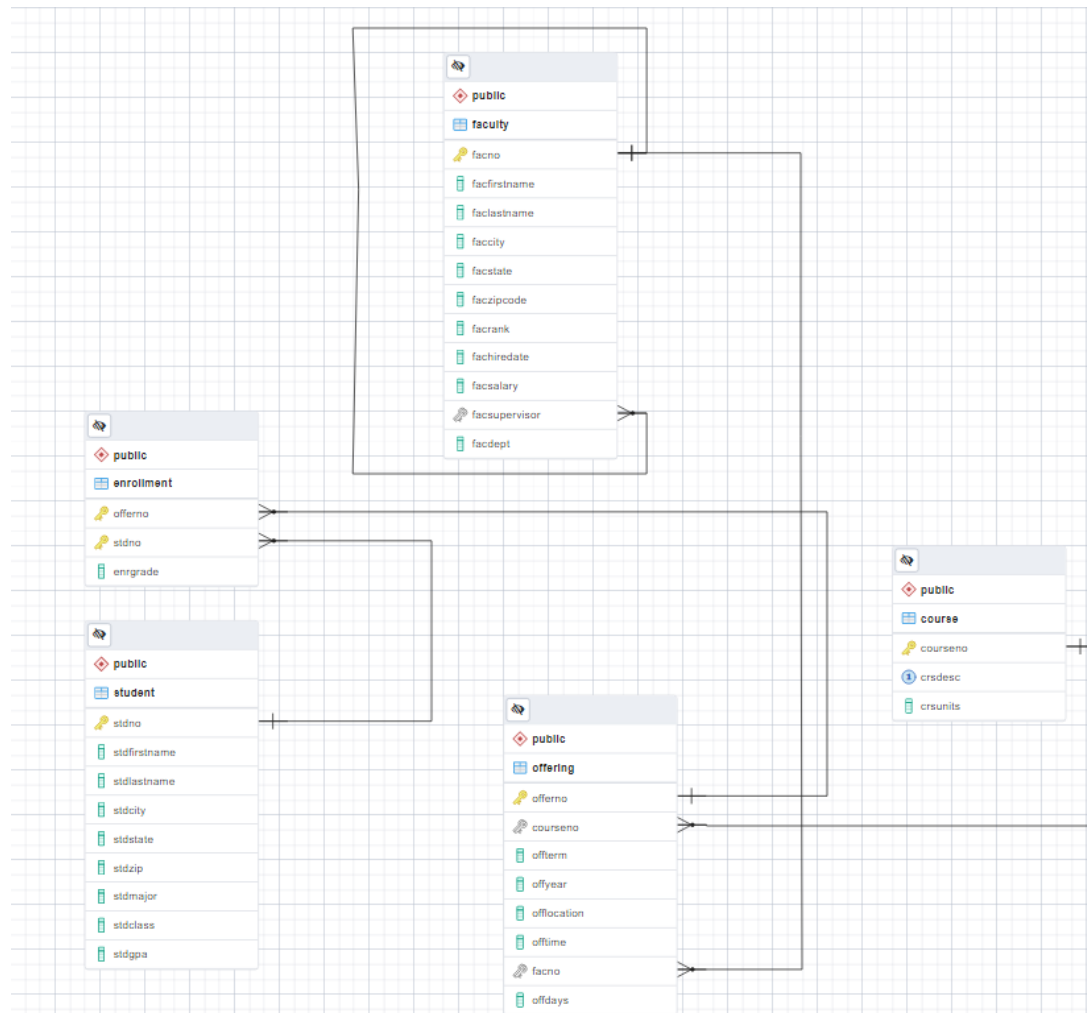 public
faculty
facno
facfirstname
faclastname
faccity
facstate
faczipcode
facrank
fachiredate
facsalary
facsupervisor
facdept
public
enrollment
offerno
stdno
enrgrade
public
student
stdno
stdfirstname
stdlastname
stdcity
stdstate
stdzip
stdmajor
stdclass
stdgpa
public
offering
offerno
courseno
offterm
offyear
offlocation
offtime
facno
offdays
public
course
courseno
1 crsdesc
crsunits